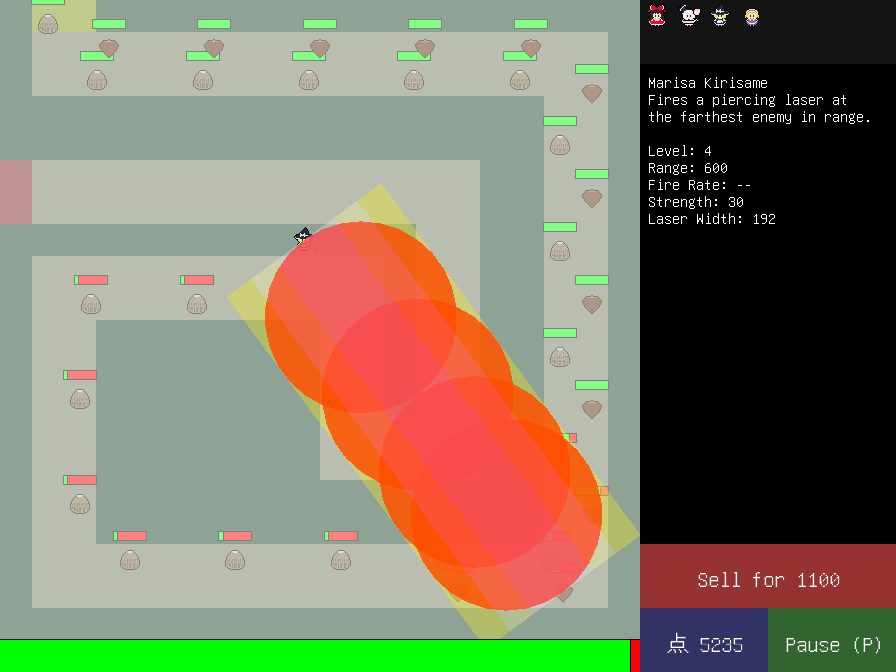 Marisa Kirisame
Fires a piercing laser at
the farthest enemy in range.
Level: 4
Range: 600
Fire Rate: --
Strength: 30
Laser Width: 192
Sell for 1100
点 5235
Pause (P)